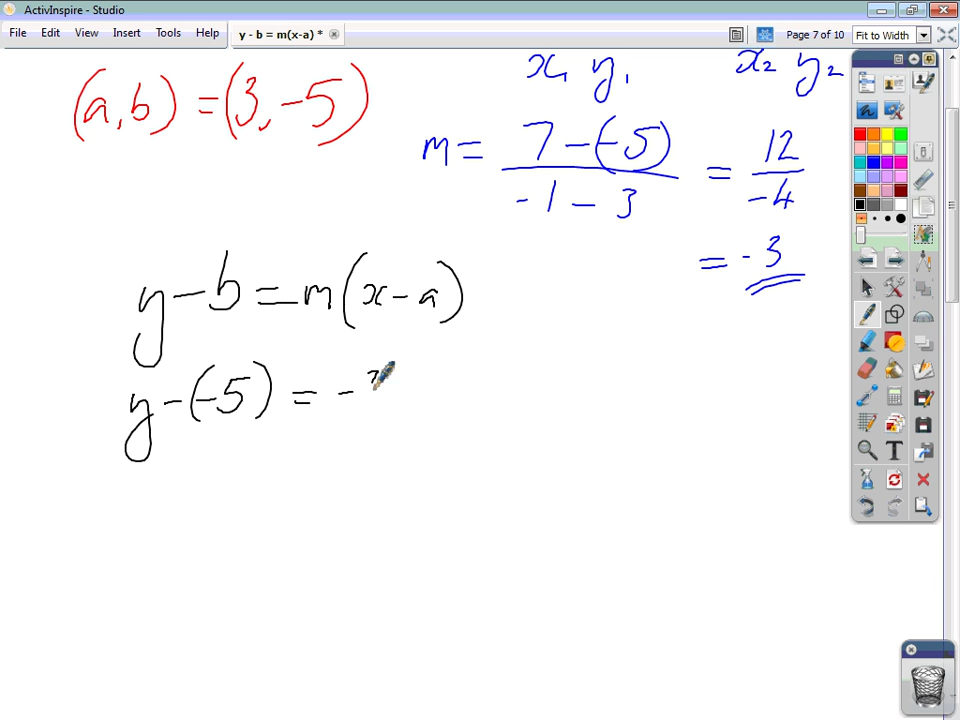 ActivInspire - Studio
File Edit View Insert Tools Help
y - b = m(x-a) *
Page 7 of 10
Fit to Width
x₁ y₁ x₂ y₂
(a,b) = (3,-5)
m = 7 - (-5) / -1 - 3 = 12 / -4
= -3
y - b = m(x - a)
y - (-5) = -
T